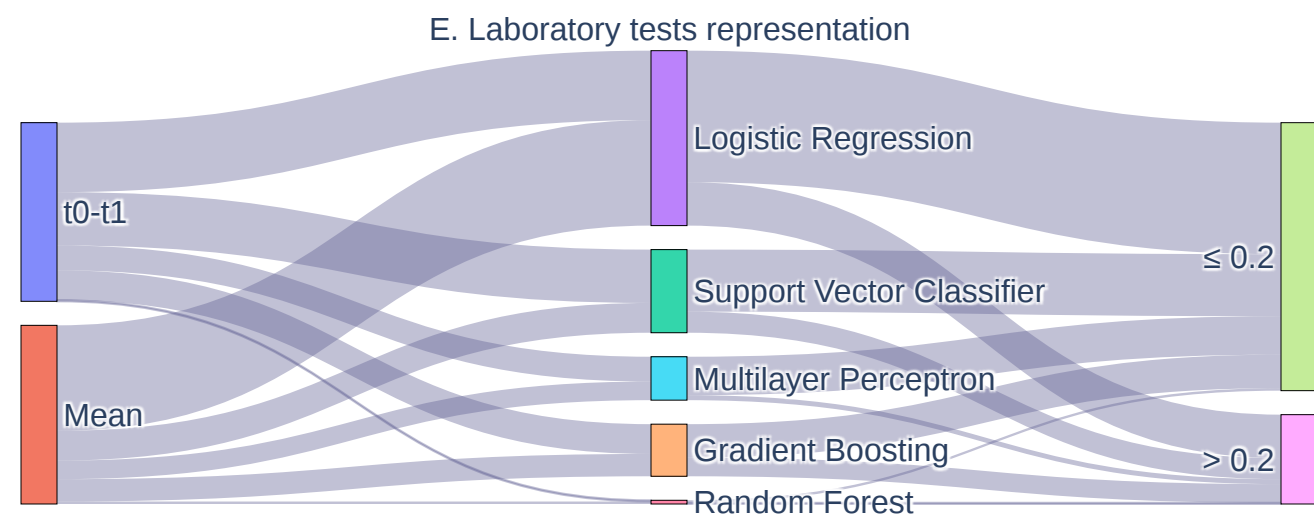 E. Laboratory tests representation
t0-t1
Mean
Logistic Regression
Support Vector Classifier
Multilayer Perceptron
Gradient Boosting
Random Forest
≤ 0.2
> 0.2